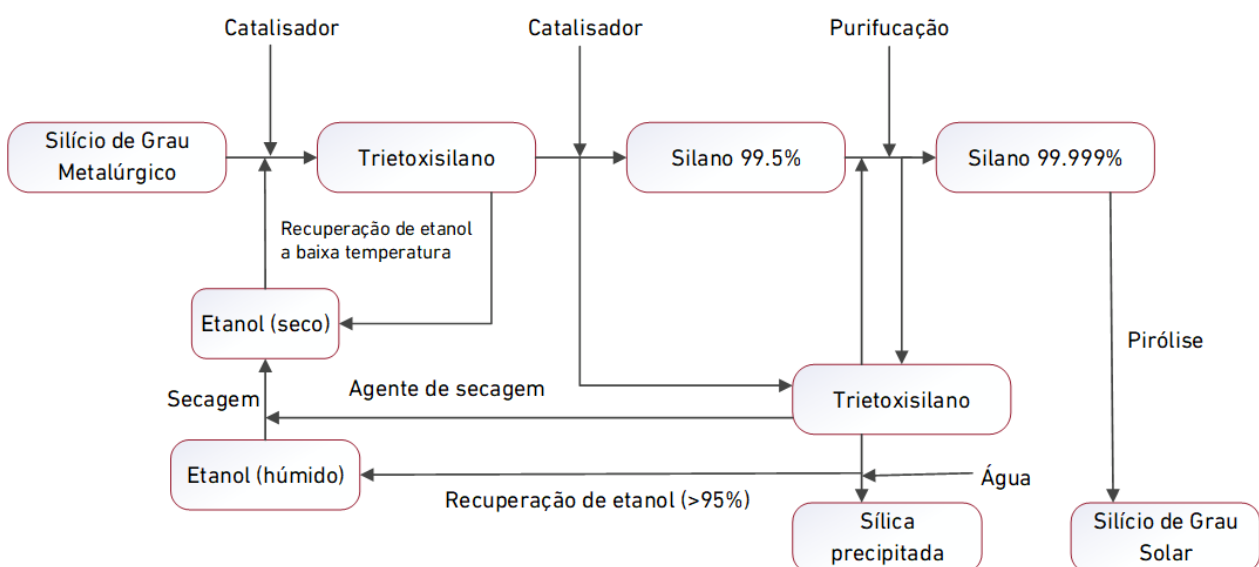 Catalisador
Catalisador
Purifucação
Silício de Grau
Metalúrgico
Trietoxisilano
Silano 99.5%
Silano 99.999%
Recuperação de etanol
a baixa temperatura
Etanol (seco)
Pirólise
Secagem
Agente de secagem
Trietoxisilano
Etanol (húmido)
Água
Recuperação de etanol (>95%)
Sílica
precipitada
Silício de Grau
Solar